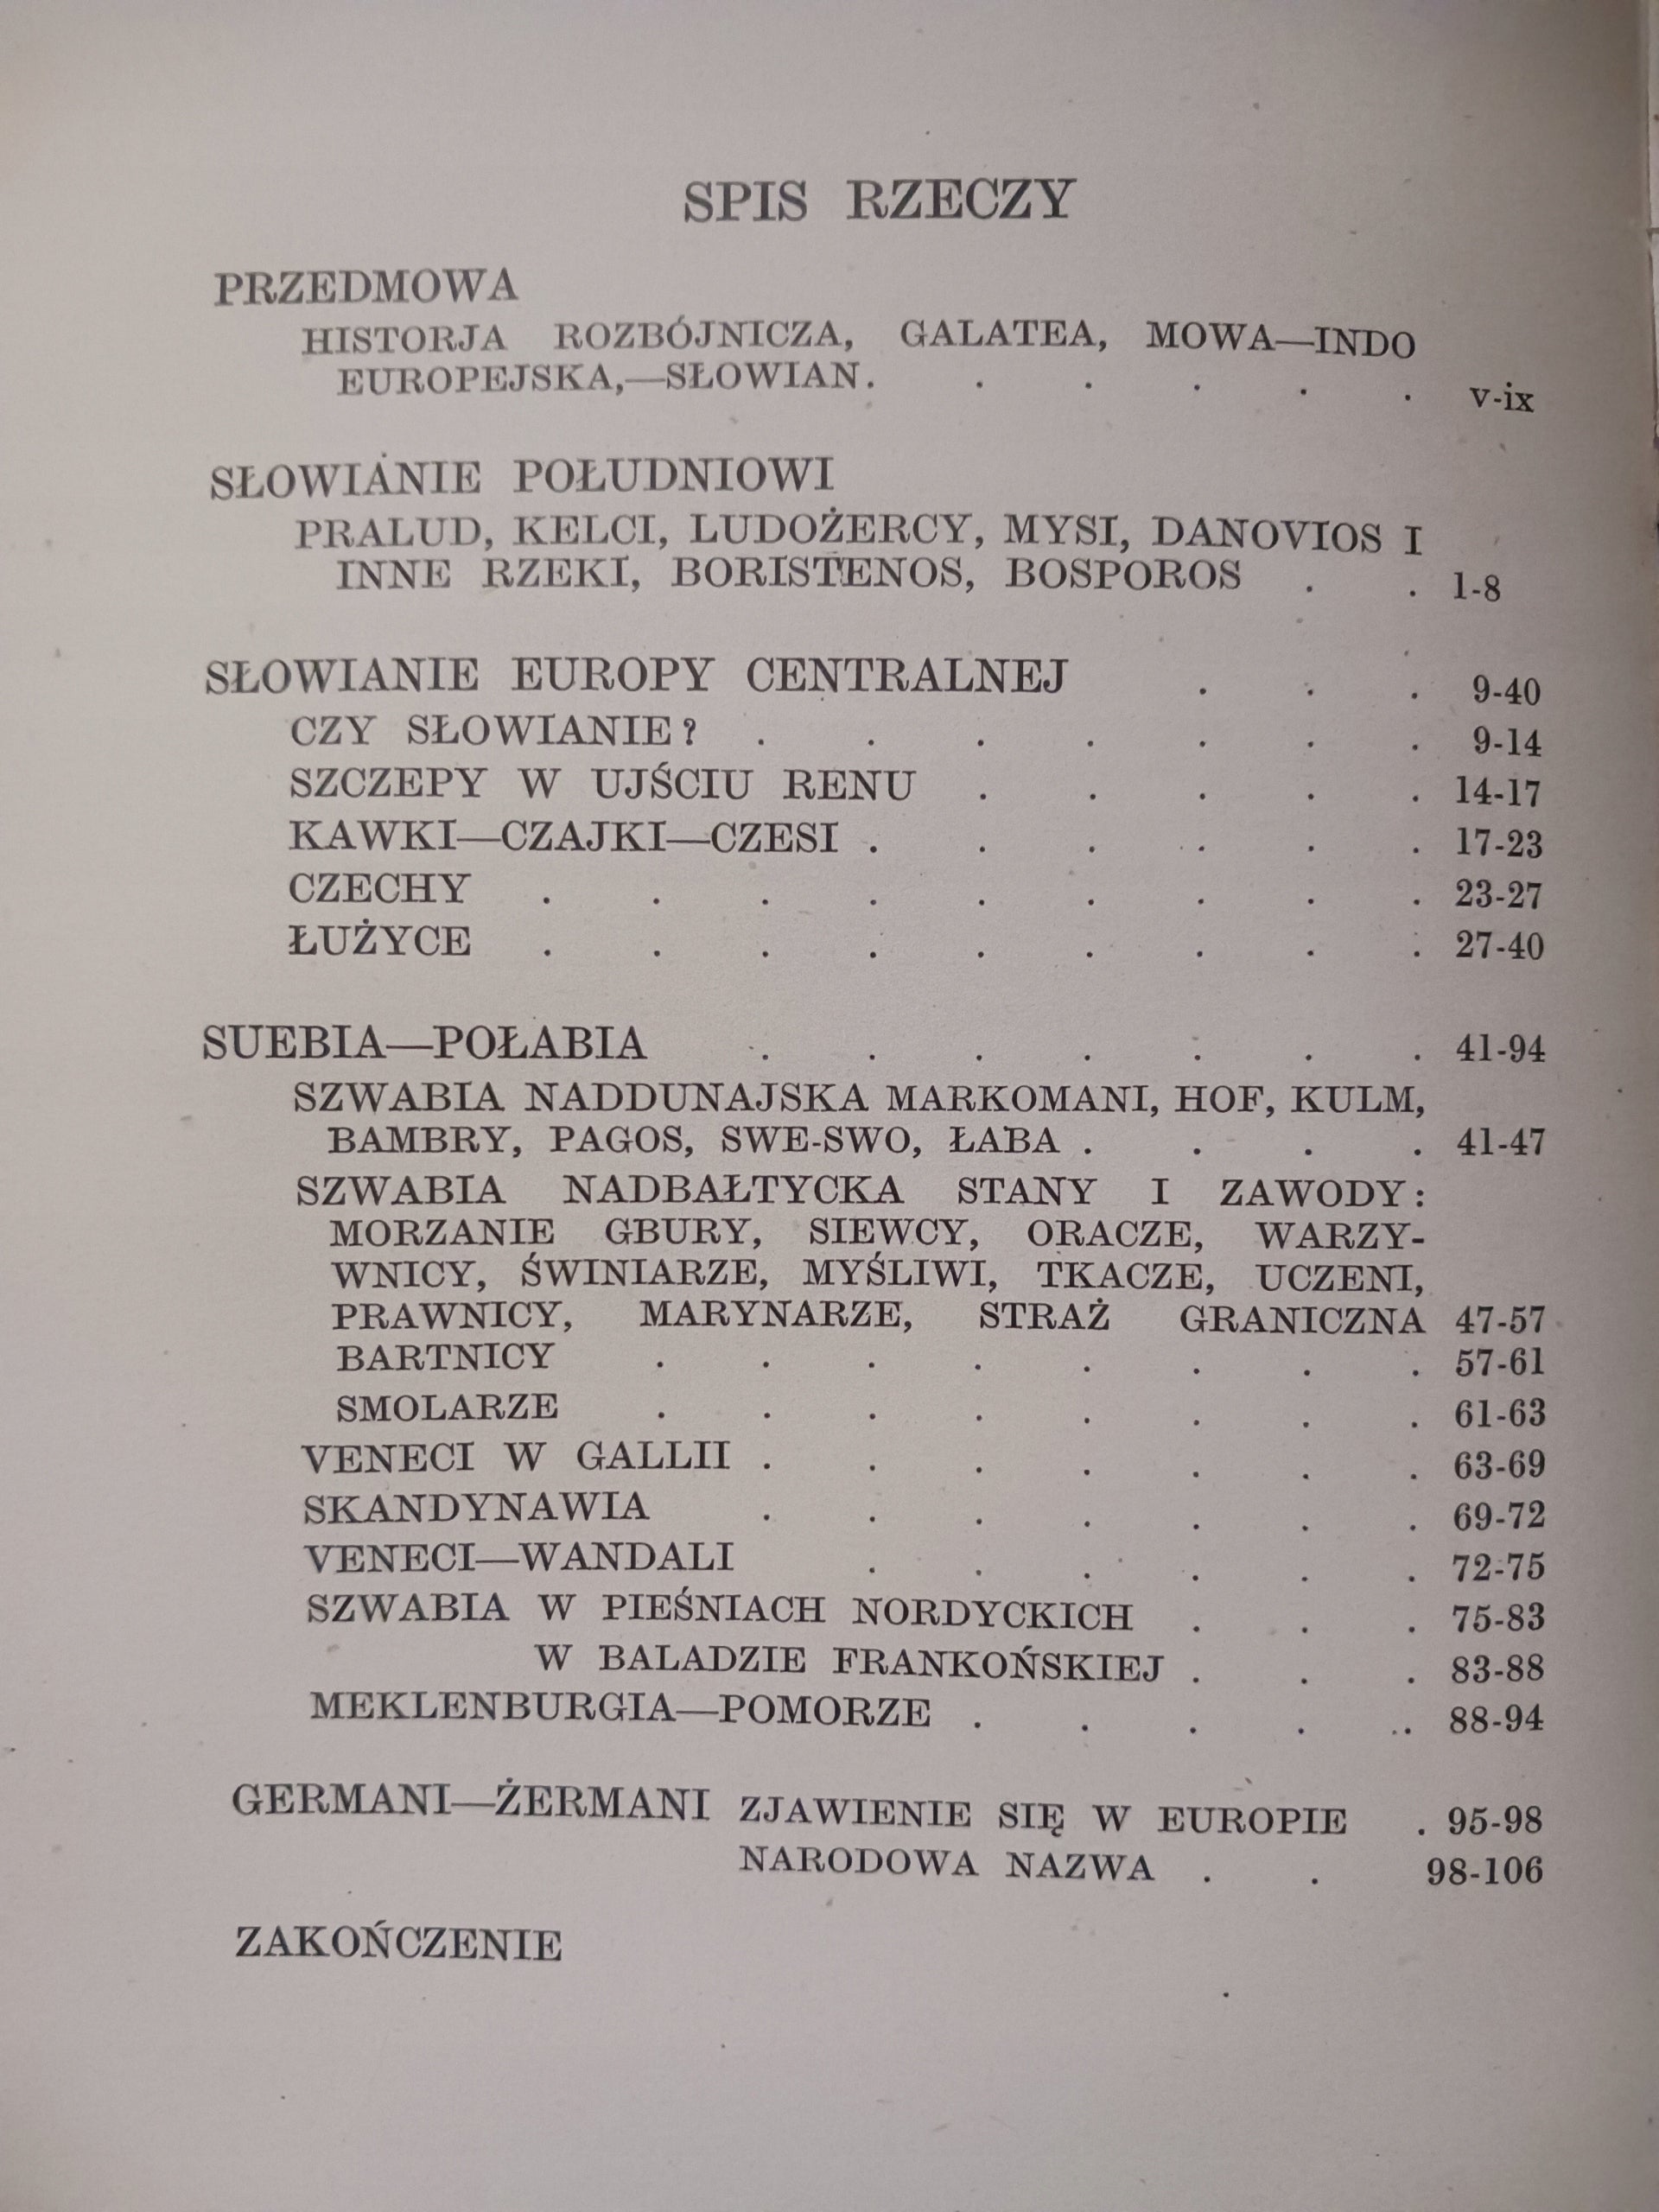 SPIS RZECZY
PRZEDMOWA
HISTORJA ROZBÓJNICZA, GALATEA, MOWA—INDO
EUROPEJSKA,—SŁOWIAN. . . . . . v-ix
SŁOWIANIE POŁUDNIOWI
PRALUD, KELCI, LUDOŻERCY, MYSI, DANOVIOS I
INNE RZEKI, BORISTENOS, BOSPOROS . . 1-8
SŁOWIANIE EUROPY CENTRALNEJ . . . 9-40
CZY SŁOWIANIE? . . . . . . . 9-14
SZCZEPY W UJŚCIU RENU . . . . . 14-17
KAWKI—CZAJKI—CZESI . . . . . . 17-23
CZECHY . . . . . . . . . 23-27
ŁUŻYCE . . . . . . . . . 27-40
SUEBIA—POŁABIA . . . . . . . 41-94
SZWABIA NADDUNAJSKA MARKOMANI, HOF, KULM,
BAMBRY, PAGOS, SWE-SWO, ŁABA . . . . 41-47
SZWABIA NADBAŁTYCKA STANY I ZAWODY:
MORZANIE GBURY, SIEWCY, ORACZE, WARZY-
WNICY, ŚWINIARZE, MYŚLIWI, TKACZE, UCZENI,
PRAWNICY, MARYNARZE, STRAŻ GRANICZNA 47-57
BARTNICY . . . . . . . . 57-61
SMOLARZE . . . . . . . . 61-63
VENECI W GALLII . . . . . . . 63-69
SKANDYNAWIA . . . . . . . 69-72
VENECI—WANDALI . . . . . . 72-75
SZWABIA W PIEŚNIACH NORDYCKICH . . . 75-83
W BALADZIE FRANKOŃSKIEJ . . . 83-88
MEKLENBURGIA—POMORZE . . . . .. 88-94
GERMANI—ŻERMANI ZJAWIENIE SIĘ W EUROPIE . 95-98
NARODOWA NAZWA . . 98-106
ZAKOŃCZENIE